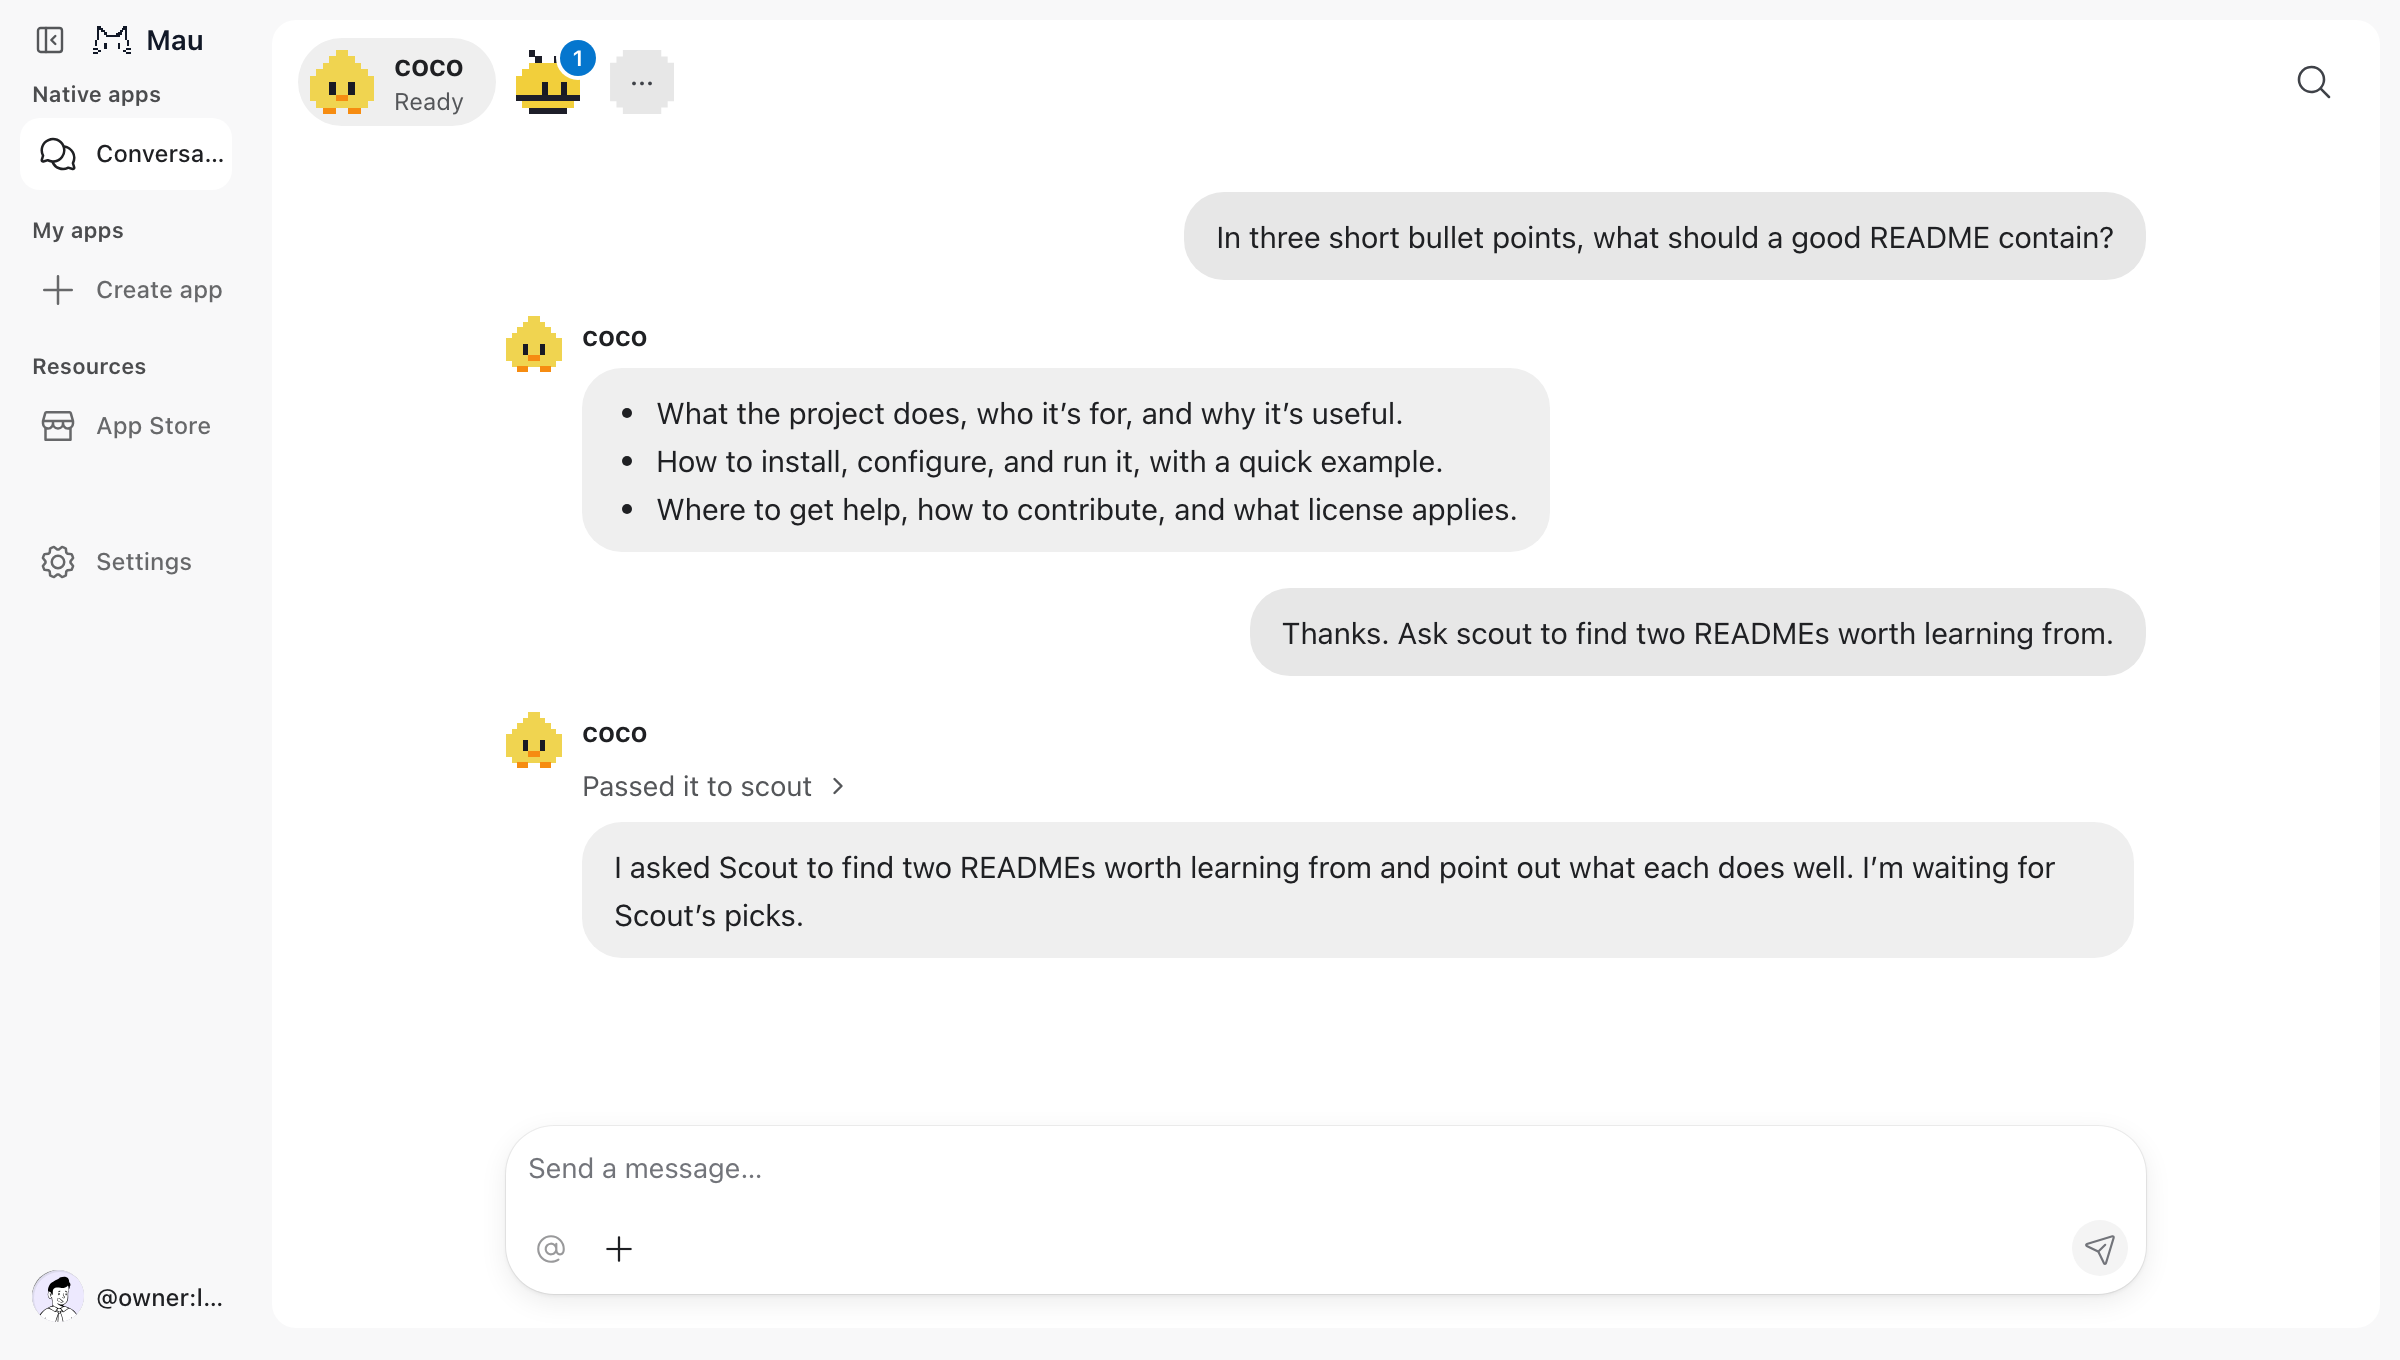 Mau
Native apps
Conversa...
My apps
Create app
Resources
App Store
Settings
@owner:l...
coco
Ready
1
...
In three short bullet points, what should a good README contain?
coco
• What the project does, who it’s for, and why it’s useful.
• How to install, configure, and run it, with a quick example.
• Where to get help, how to contribute, and what license applies.
Thanks. Ask scout to find two READMEs worth learning from.
coco
Passed it to scout
I asked Scout to find two READMEs worth learning from and point out what each does well. I’m waiting for
Scout’s picks.
Send a message...
@